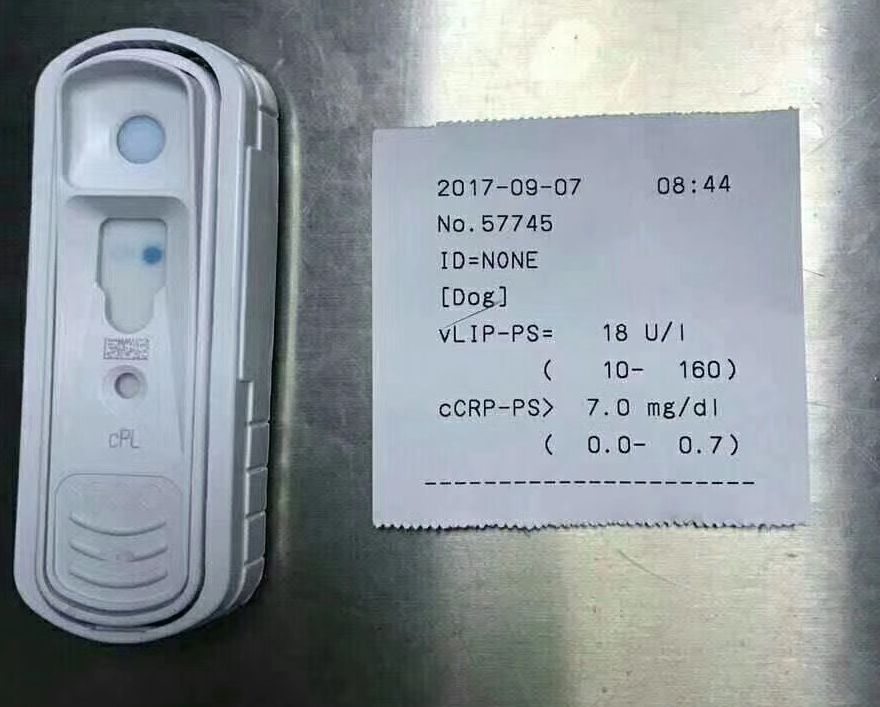 cPL
2017-09-07 08:44
No.57745
ID=NONE
[Dog]
vLIP-PS= 18 U/l
( 10- 160)
cCRP-PS> 7.0 mg/dl
( 0.0- 0.7)